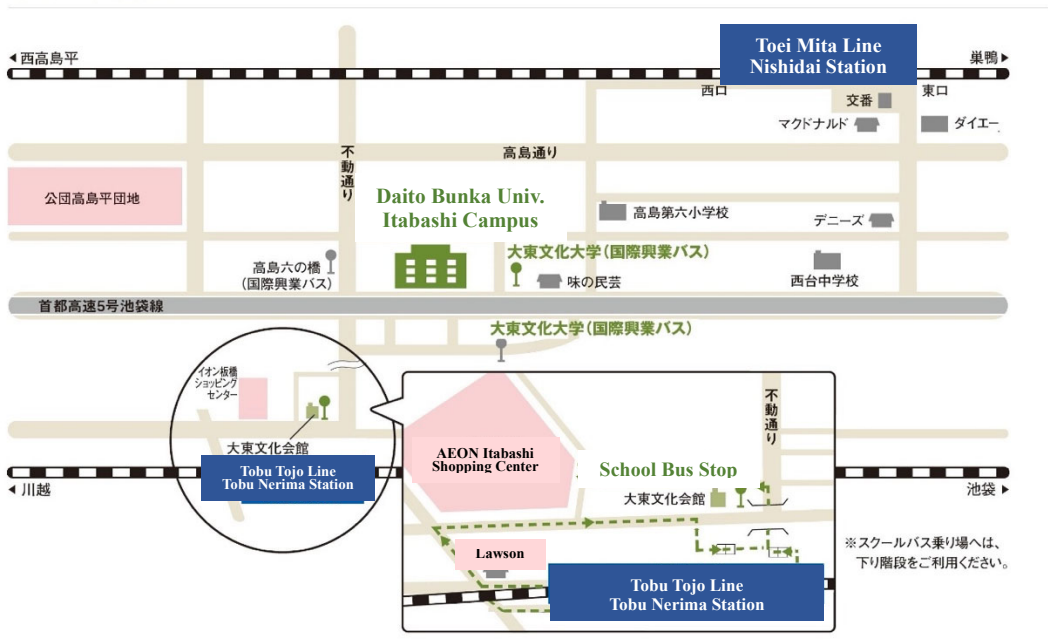 ◀西高島平
Toei Mita Line
Nishidai Station
巣鴨▶
西口
東口
交番
マクドナルド
ダイエー
不動通り
高島通り
公団高島平団地
Daito Bunka Univ.
Itabashi Campus
高島第六小学校
デニーズ
大東文化大学(国際興業バス)
高島六の橋
(国際興業バス)
味の民芸
西台中学校
首都高速5号池袋線
大東文化大学(国際興業バス)
イオン板橋
ショッピング
センター
大東文化会館
Tobu Tojo Line
Tobu Nerima Station
◀川越
不動通り
AEON Itabashi
Shopping Center
School Bus Stop
大東文化会館
池袋▶
Lawson
Tobu Tojo Line
Tobu Nerima Station
※スクールバス乗り場へは、
下り階段をご利用ください。